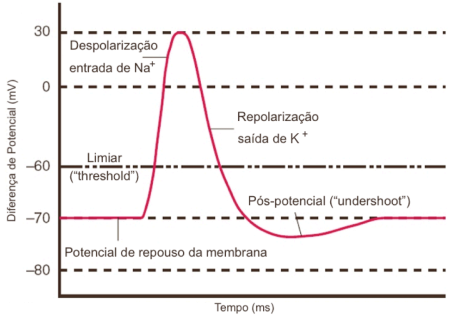 30
Despolarização
entrada de Na+
0
Repolarização
saída de K +
Diferença de Potencial (mV)
Limiar
("threshold")
–60
Pós-potencial ("undershoot")
–70
Potencial de repouso da membrana
–80
Tempo (ms)